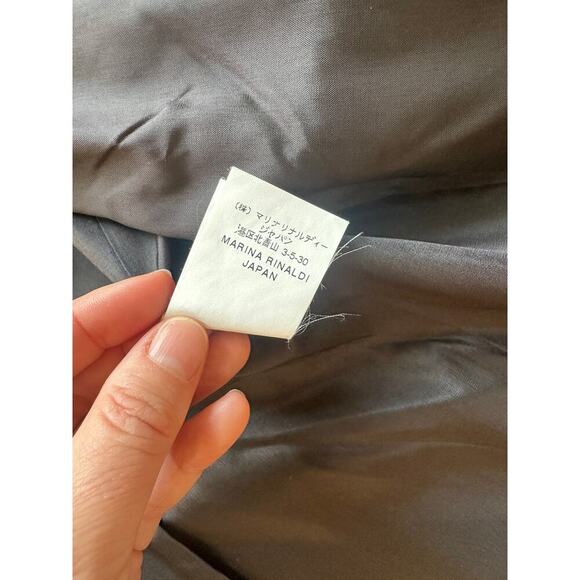 (株) マリナリナルディー
ジャパン
港区北青山 3-5-30
MARINA RINALDI
JAPAN